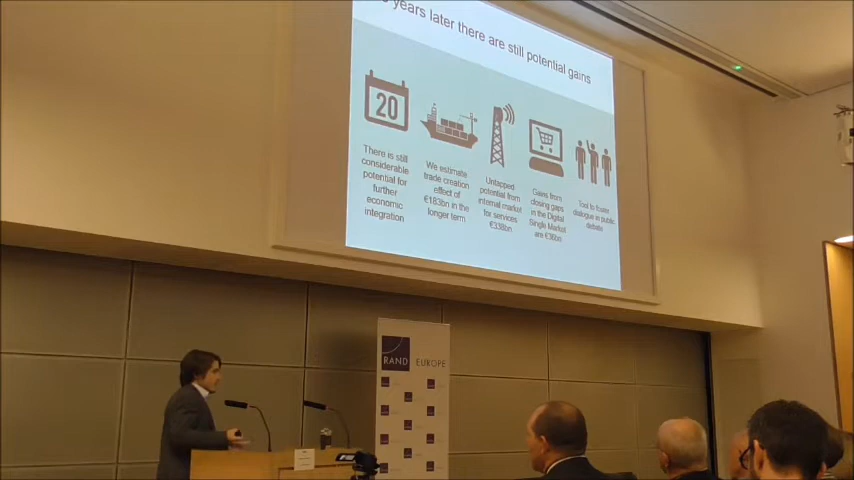 years later there are still potential gains
20
There is still
considerable
potential for
further
economic
integration
We estimate
trade creation
effect of
€183bn in the
longer term
Untapped
potential from
internal market
for services
€338bn
Gains from
closing gaps
in the Digital
Single Market
are €36bn
Tool to foster
dialogue in public
debate
RAND
EUROPE